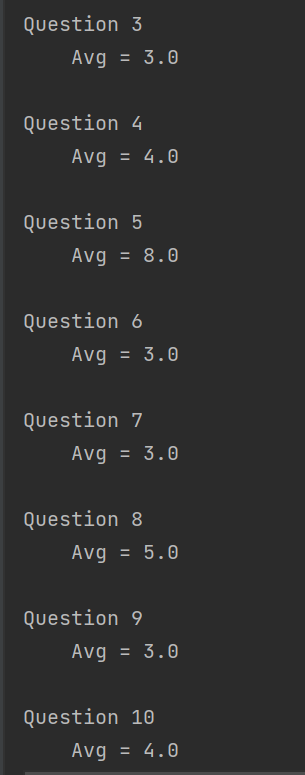 Question 3
Avg = 3.0
Question 4
Avg = 4.0
Question 5
Avg = 8.0
Question 6
Avg = 3.0
Question 7
Avg = 3.0
Question 8
Avg = 5.0
Question 9
Avg = 3.0
Question 10
Avg = 4.0